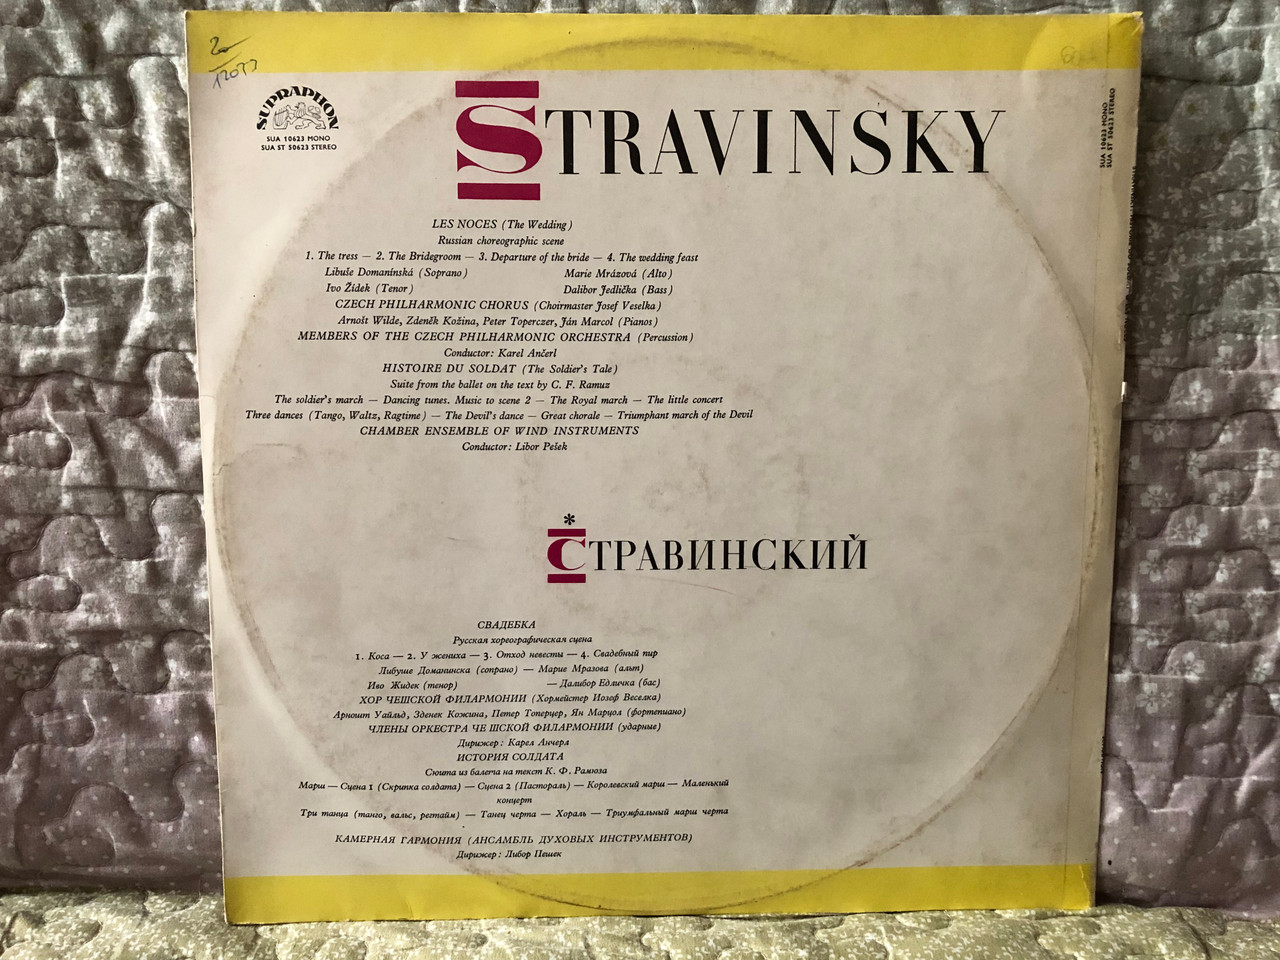 20
12033
SUPRAPHON
SUA 10623 MONO
SUA ST 50623 STEREO
SUA 10623 MONO
SUA ST 50623 STEREO
STRAVINSKY
LES NOCES (The Wedding)
Russian choreographic scene
1. The tress — 2. The Bridegroom — 3. Departure of the bride — 4. The wedding feast
Libuše Domanínská (Soprano) Marie Mrázová (Alto)
Ivo Žídek (Tenor) Dalibor Jedlička (Bass)
CZECH PHILHARMONIC CHORUS (Choirmaster Josef Veselka)
Arnošt Wilde, Zdeněk Kožina, Peter Toperczer, Ján Marcol (Pianos)
MEMBERS OF THE CZECH PHILHARMONIC ORCHESTRA (Percussion)
Conductor: Karel Ančerl
HISTOIRE DU SOLDAT (The Soldier's Tale)
Suite from the ballet on the text by C. F. Ramuz
The soldier's march — Dancing tunes. Music to scene 2 — The Royal march — The little concert
Three dances (Tango, Waltz, Ragtime) — The Devil's dance — Great chorale — Triumphant march of the Devil
CHAMBER ENSEMBLE OF WIND INSTRUMENTS
Conductor: Libor Pešek
*
СТРАВИНСКИЙ
СВАДЕБКА
Русская хореографическая сцена
1. Коса — 2. У жениха — 3. Отход невесты — 4. Свадебный пир
Либуше Доманинска (сопрано) — Марие Мразова (альт)
Иво Жидек (тенор) — Далибор Едличка (бас)
ХОР ЧЕШСКОЙ ФИЛАРМОНИИ (Хормейстер Иозеф Веселка)
Арношт Уайльд, Зденек Кожина, Петер Топерцер, Ян Марцол (фортепиано)
ЧЛЕНЫ ОРКЕСТРА ЧЕ ШСКОЙ ФИЛАРМОНИИ (ударные)
Дирижер: Карел Анчерл
ИСТОРИЯ СОЛДАТА
Сюита из балета на текст К. Ф. Рамюза
Марш — Сцена 1 (Скрипка солдата) — Сцена 2 (Пастораль) — Королевский марш — Маленький
концерт
Три танца (танго, вальс, регтайм) — Танец черта — Хораль — Триумфальный марш черта
КАМЕРНАЯ ГАРМОНИЯ (АНСАМБЛЬ ДУХОВЫХ ИНСТРУМЕНТОВ)
Дирижер: Либор Пешек